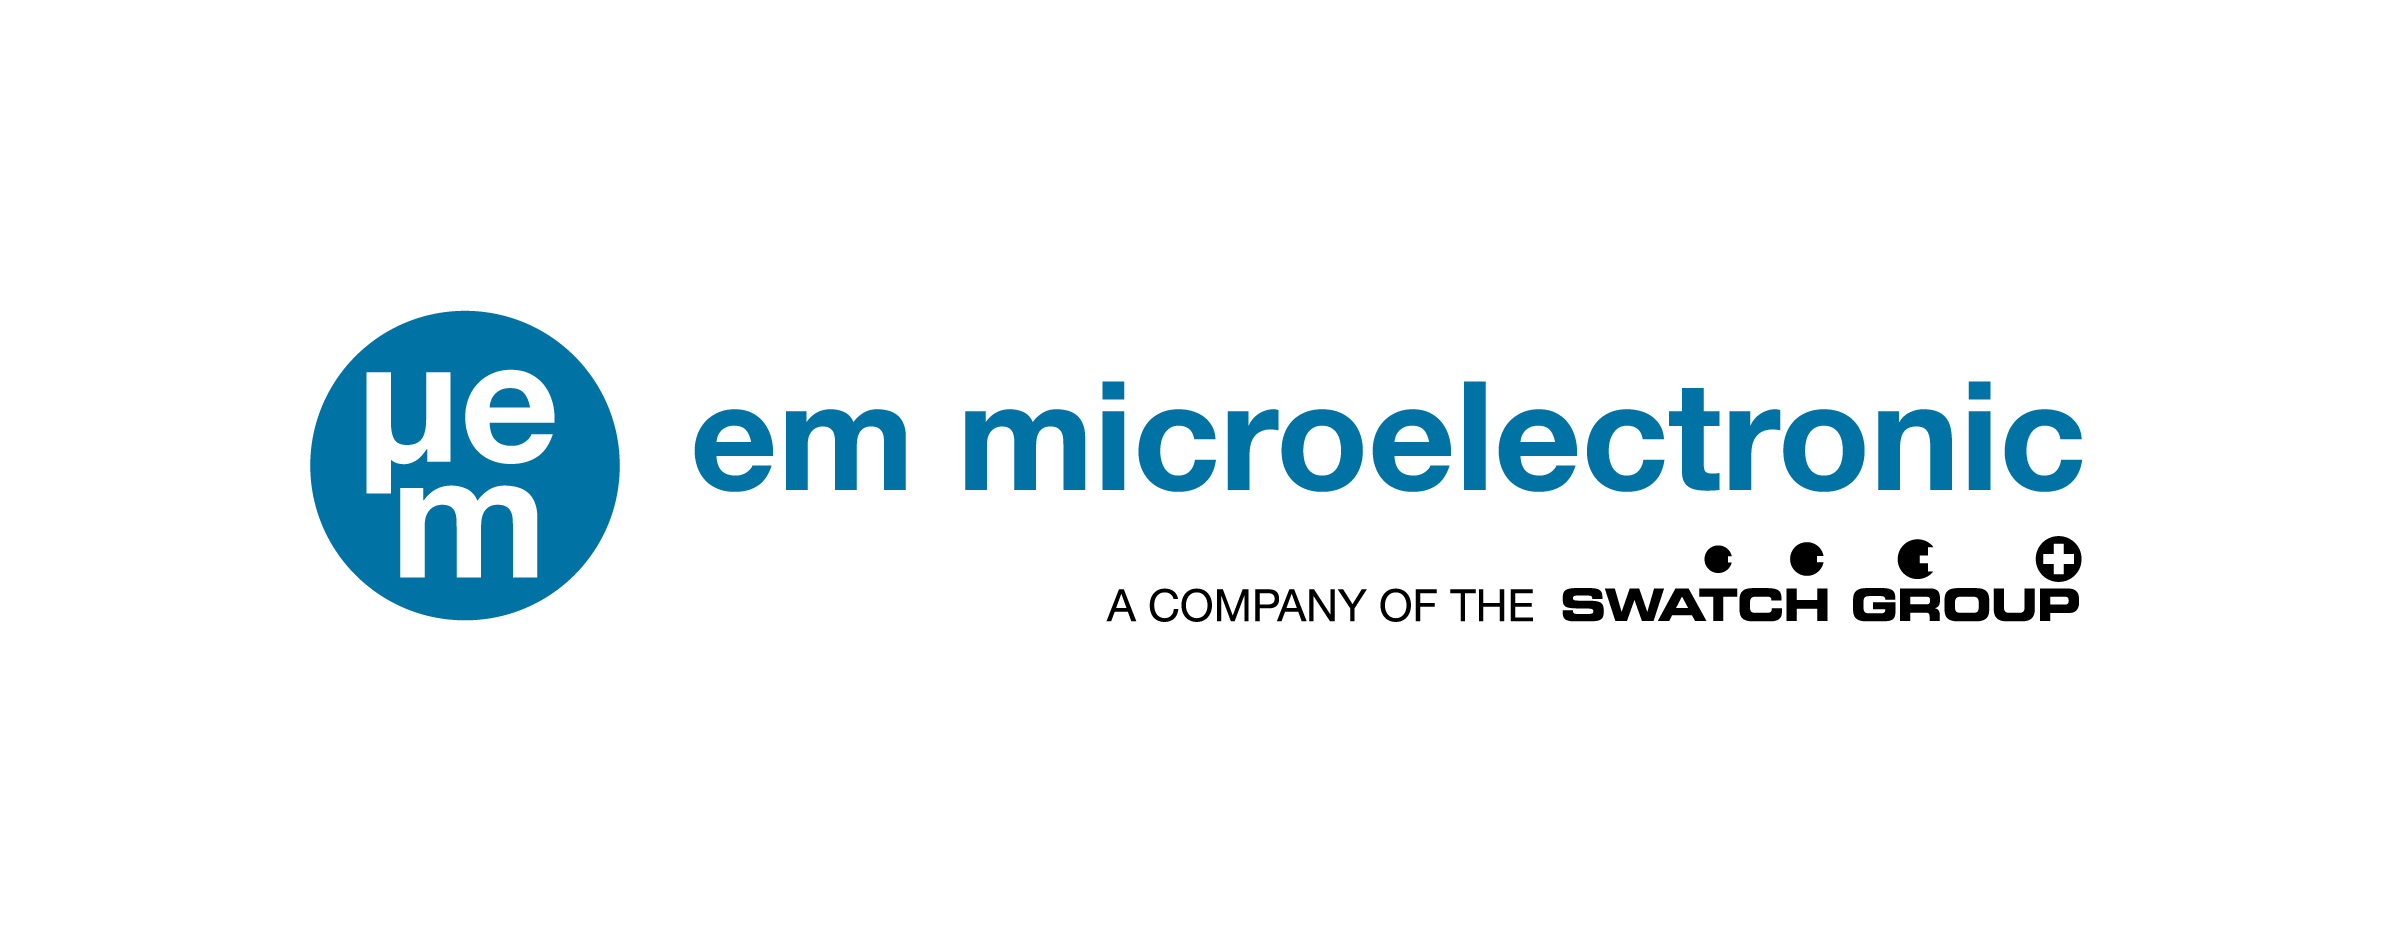 µe
m
em microelectronic
A COMPANY OF THE SWATCH GROUP